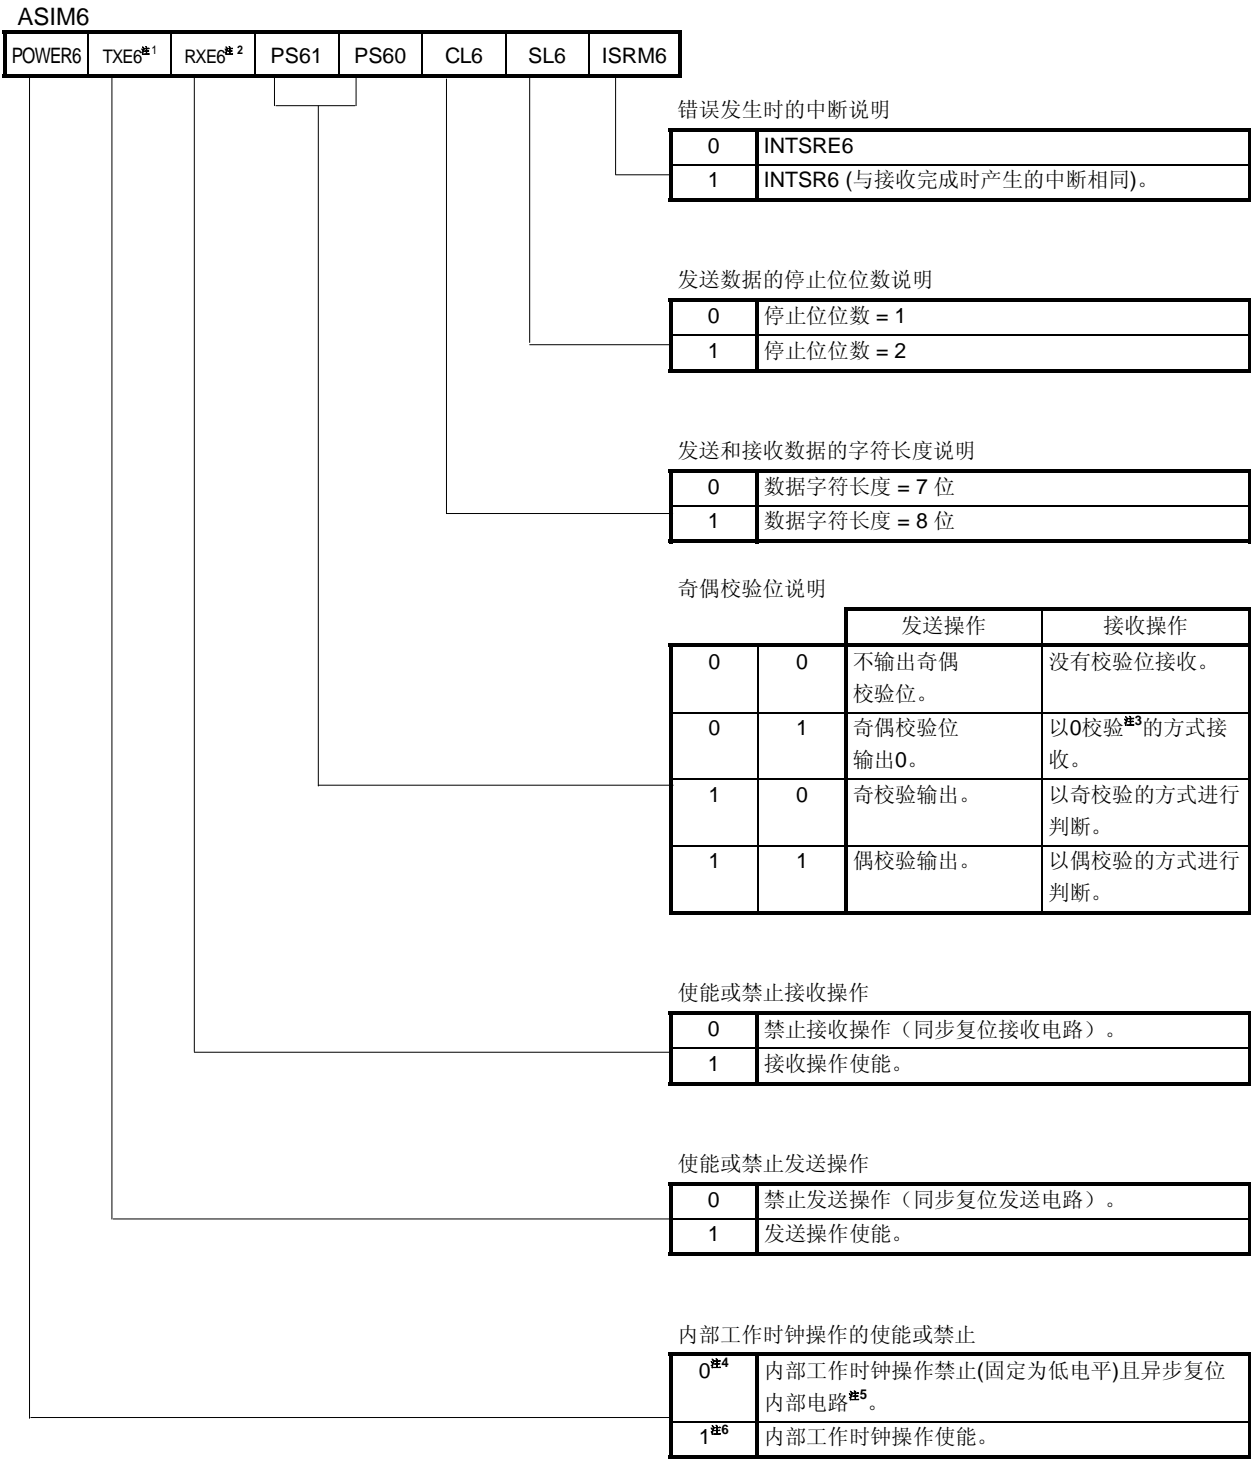 ASIM6
POWER6 TXE6注1 RXE6注2 PS61 PS60 CL6 SL6 ISRM6
错误发生时的中断说明
0 INTSRE6
1 INTSR6 (与接收完成时产生的中断相同)。
发送数据的停止位位数说明
0 停止位位数 = 1
1 停止位位数 = 2
发送和接收数据的字符长度说明
0 数据字符长度 = 7 位
1 数据字符长度 = 8 位
奇偶校验位说明
发送操作 接收操作
0 0 不输出奇偶 没有校验位接收。
校验位。
0 1 奇偶校验位 以0校验注3的方式接
输出0。 收。
1 0 奇校验输出。 以奇校验的方式进行
判断。
1 1 偶校验输出。 以偶校验的方式进行
判断。
使能或禁止接收操作
0 禁止接收操作（同步复位接收电路）。
1 接收操作使能。
使能或禁止发送操作
0 禁止发送操作（同步复位发送电路）。
1 发送操作使能。
内部工作时钟操作的使能或禁止
0注4 内部工作时钟操作禁止(固定为低电平)且异步复位
内部电路注5。
1注6 内部工作时钟操作使能。